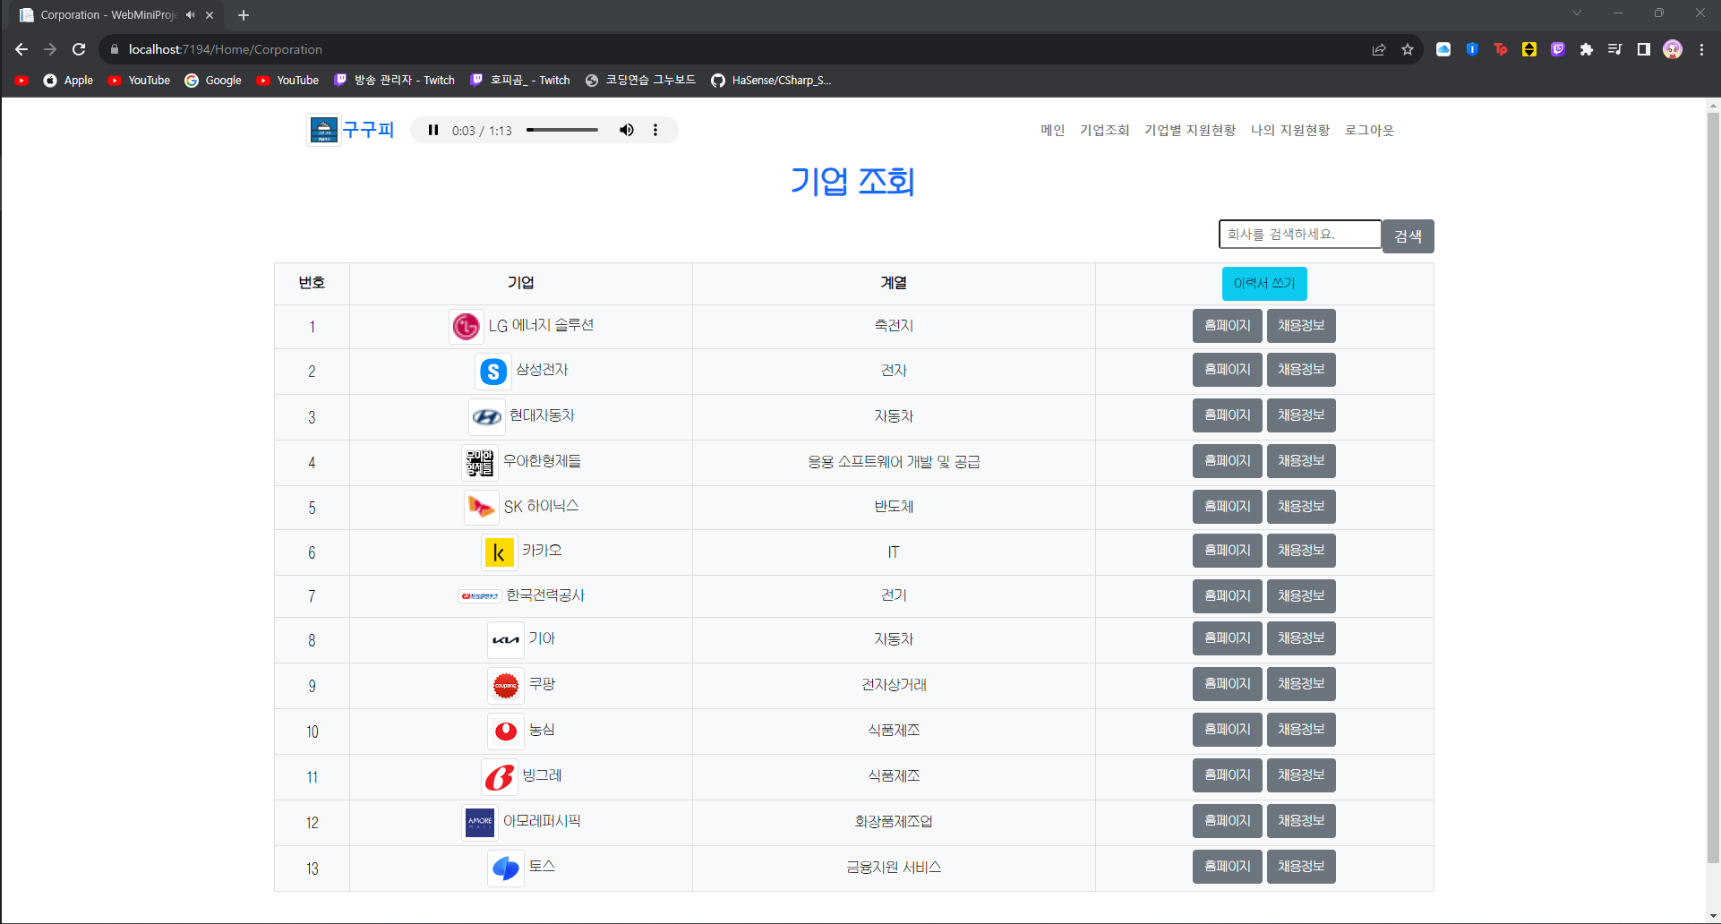 Corporation - WebMiniProj
localhost:7194/Home/Corporation
Apple YouTube Google YouTube 방송 관리자 - Twitch 호피곰_ - Twitch 코딩연습 그누보드 HaSense/CSharp_S...
구구피 0:03 / 1:13 메인 기업조회 기업별 지원현황 나의 지원현황 로그아웃
기업 조회
회사를 검색하세요. 검색
번호 기업 계열 이력서 쓰기
1 LG 에너지 솔루션 축전지 홈페이지 채용정보
2 S 삼성전자 전자 홈페이지 채용정보
3 현대자동차 자동차 홈페이지 채용정보
4 우아한형제들 우아한형제들 응용 소프트웨어 개발 및 공급 홈페이지 채용정보
5 SK 하이닉스 반도체 홈페이지 채용정보
6 k 카카오 IT 홈페이지 채용정보
7 한국전력공사 전기 홈페이지 채용정보
8 KIA 기아 자동차 홈페이지 채용정보
9 coupang 쿠팡 전자상거래 홈페이지 채용정보
10 농심 식품제조 홈페이지 채용정보
11 B 빙그레 식품제조 홈페이지 채용정보
12 AMORE MALL 아모레퍼시픽 화장품제조업 홈페이지 채용정보
13 토스 금융지원 서비스 홈페이지 채용정보